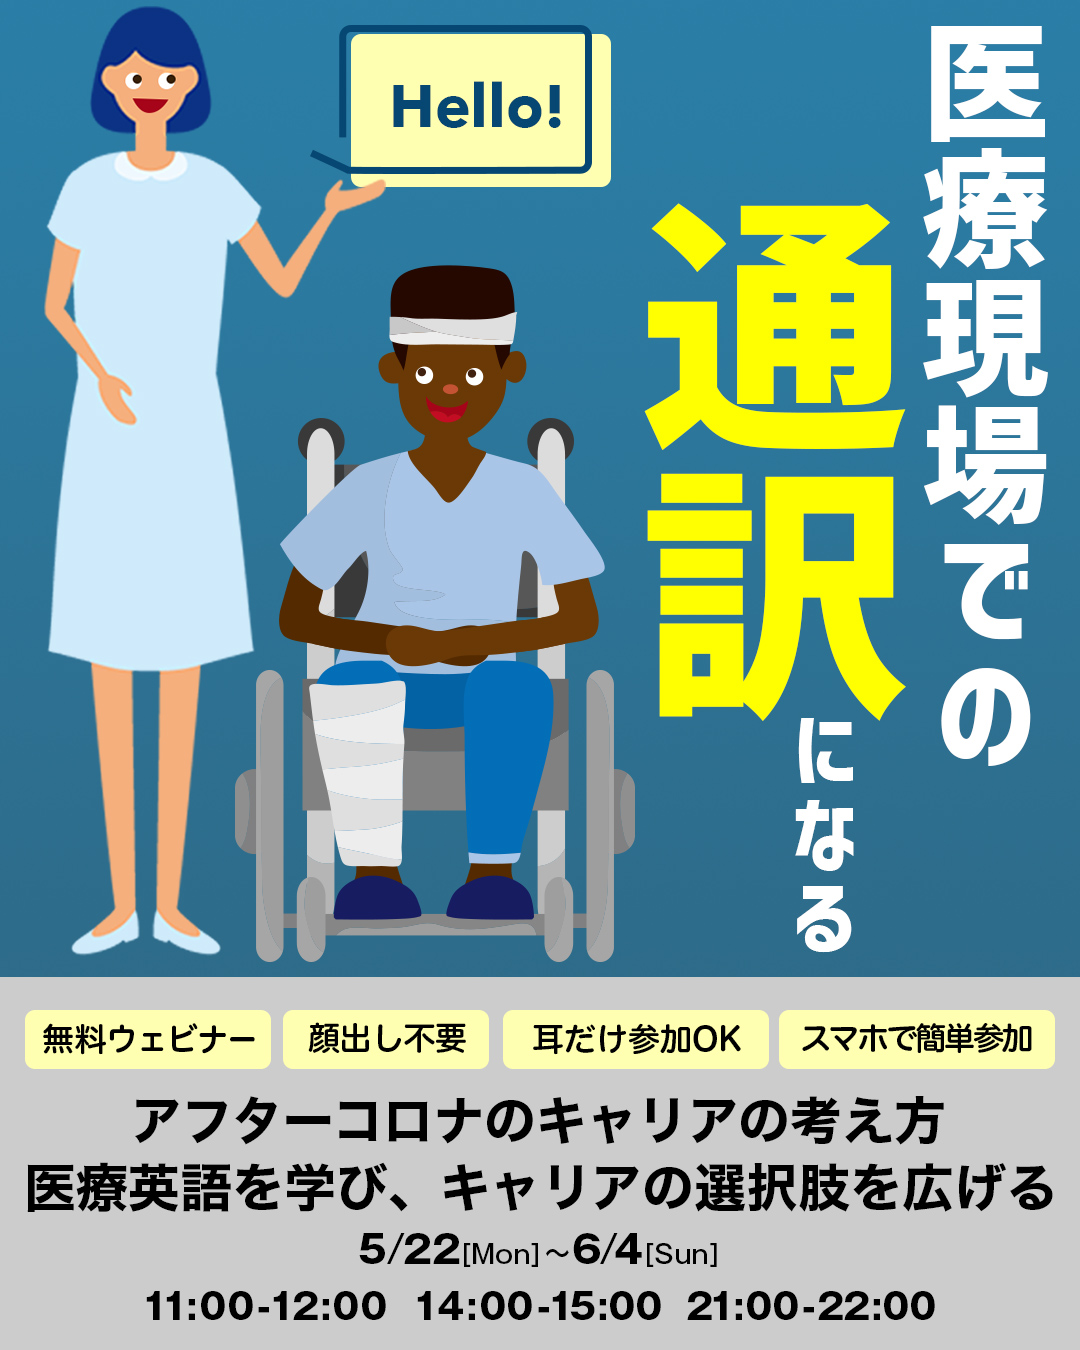 Hello!
医療現場での
通訳になる
無料ウェビナー
顔出し不要
耳だけ参加OK
スマホで簡単参加
アフターコロナのキャリアの考え方
医療英語を学び、キャリアの選択肢を広げる
5/22[Mon]～6/4[Sun]
11:00-12:00 14:00-15:00 21:00-22:00